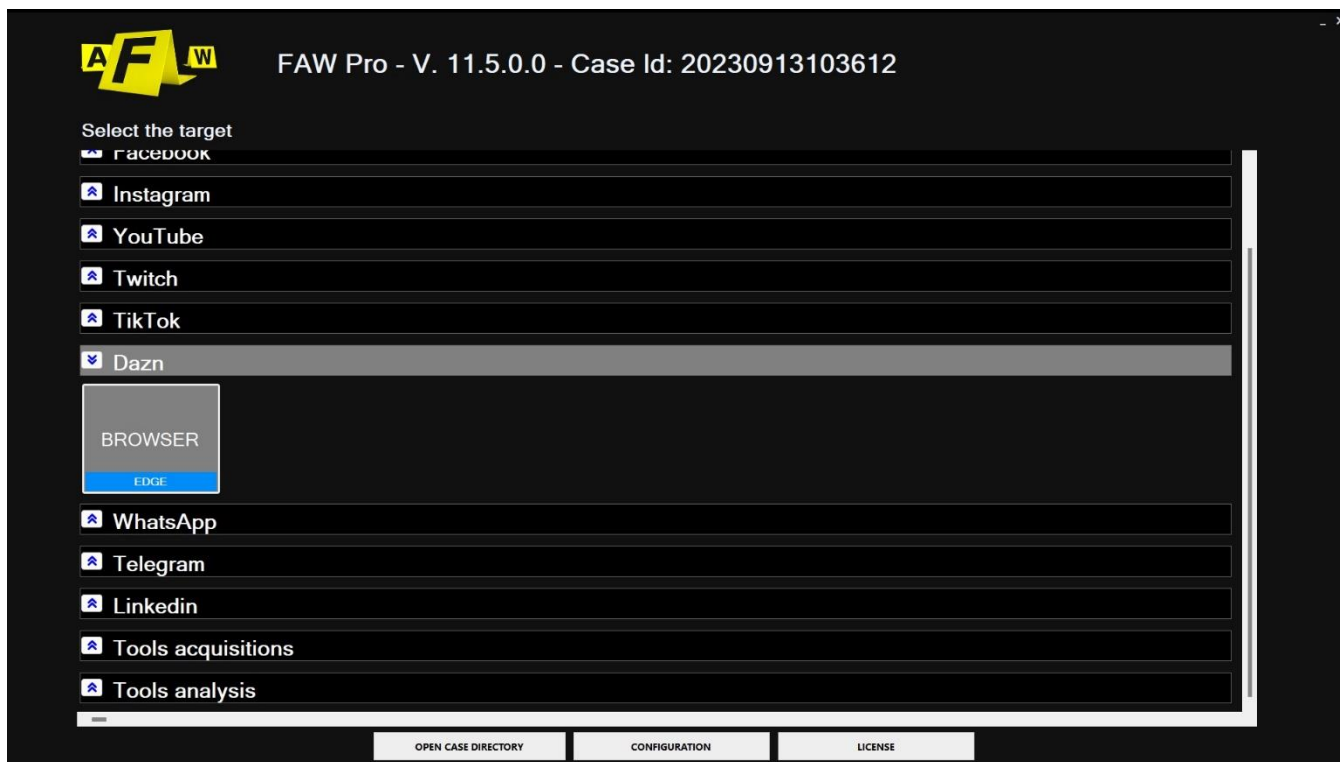 A F W
FAW Pro - V. 11.5.0.0 - Case Id: 20230913103612
Select the target
Facebook
Instagram
YouTube
Twitch
TikTok
Dazn
BROWSER
EDGE
WhatsApp
Telegram
Linkedin
Tools acquisitions
Tools analysis
OPEN CASE DIRECTORY
CONFIGURATION
LICENSE